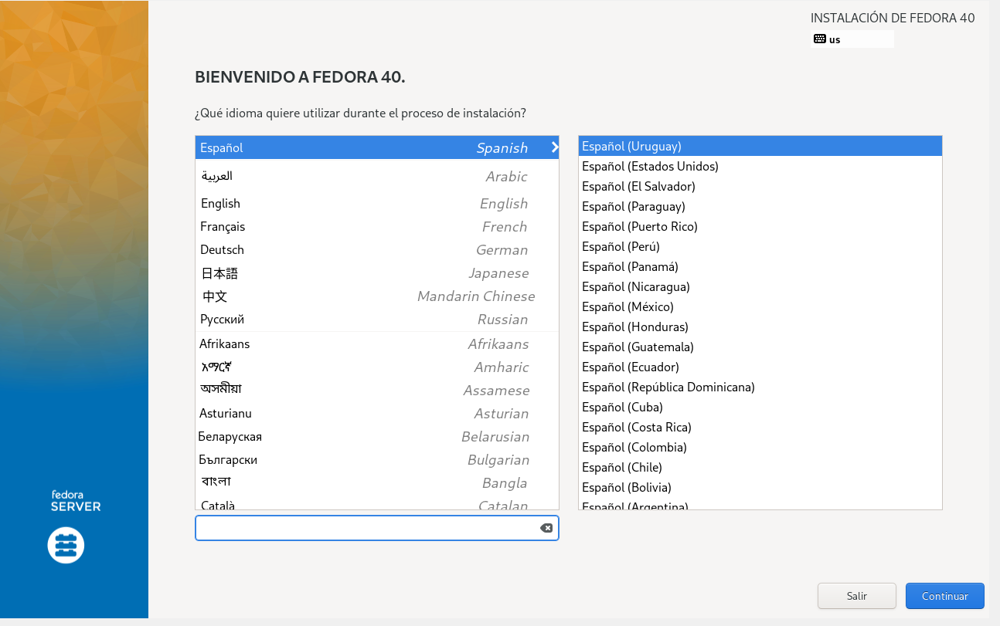 INSTALACIÓN DE FEDORA 40
us
BIENVENIDO A FEDORA 40.
¿Qué idioma quiere utilizar durante el proceso de instalación?
Español Spanish
العربية Arabic
English English
Français French
Deutsch German
日本語 Japanese
中文 Mandarin Chinese
Русский Russian
Afrikaans Afrikaans
አማርኛ Amharic
অসমীয়া Assamese
Asturianu Asturian
Беларуская Belarusian
Български Bulgarian
বাংলা Bangla
Català Catalan
Español (Uruguay)
Español (Estados Unidos)
Español (El Salvador)
Español (Paraguay)
Español (Puerto Rico)
Español (Perú)
Español (Panamá)
Español (Nicaragua)
Español (México)
Español (Honduras)
Español (Guatemala)
Español (Ecuador)
Español (República Dominicana)
Español (Cuba)
Español (Costa Rica)
Español (Colombia)
Español (Chile)
Español (Bolivia)
Español (Argentina)
fedora
SERVER
Salir
Continuar